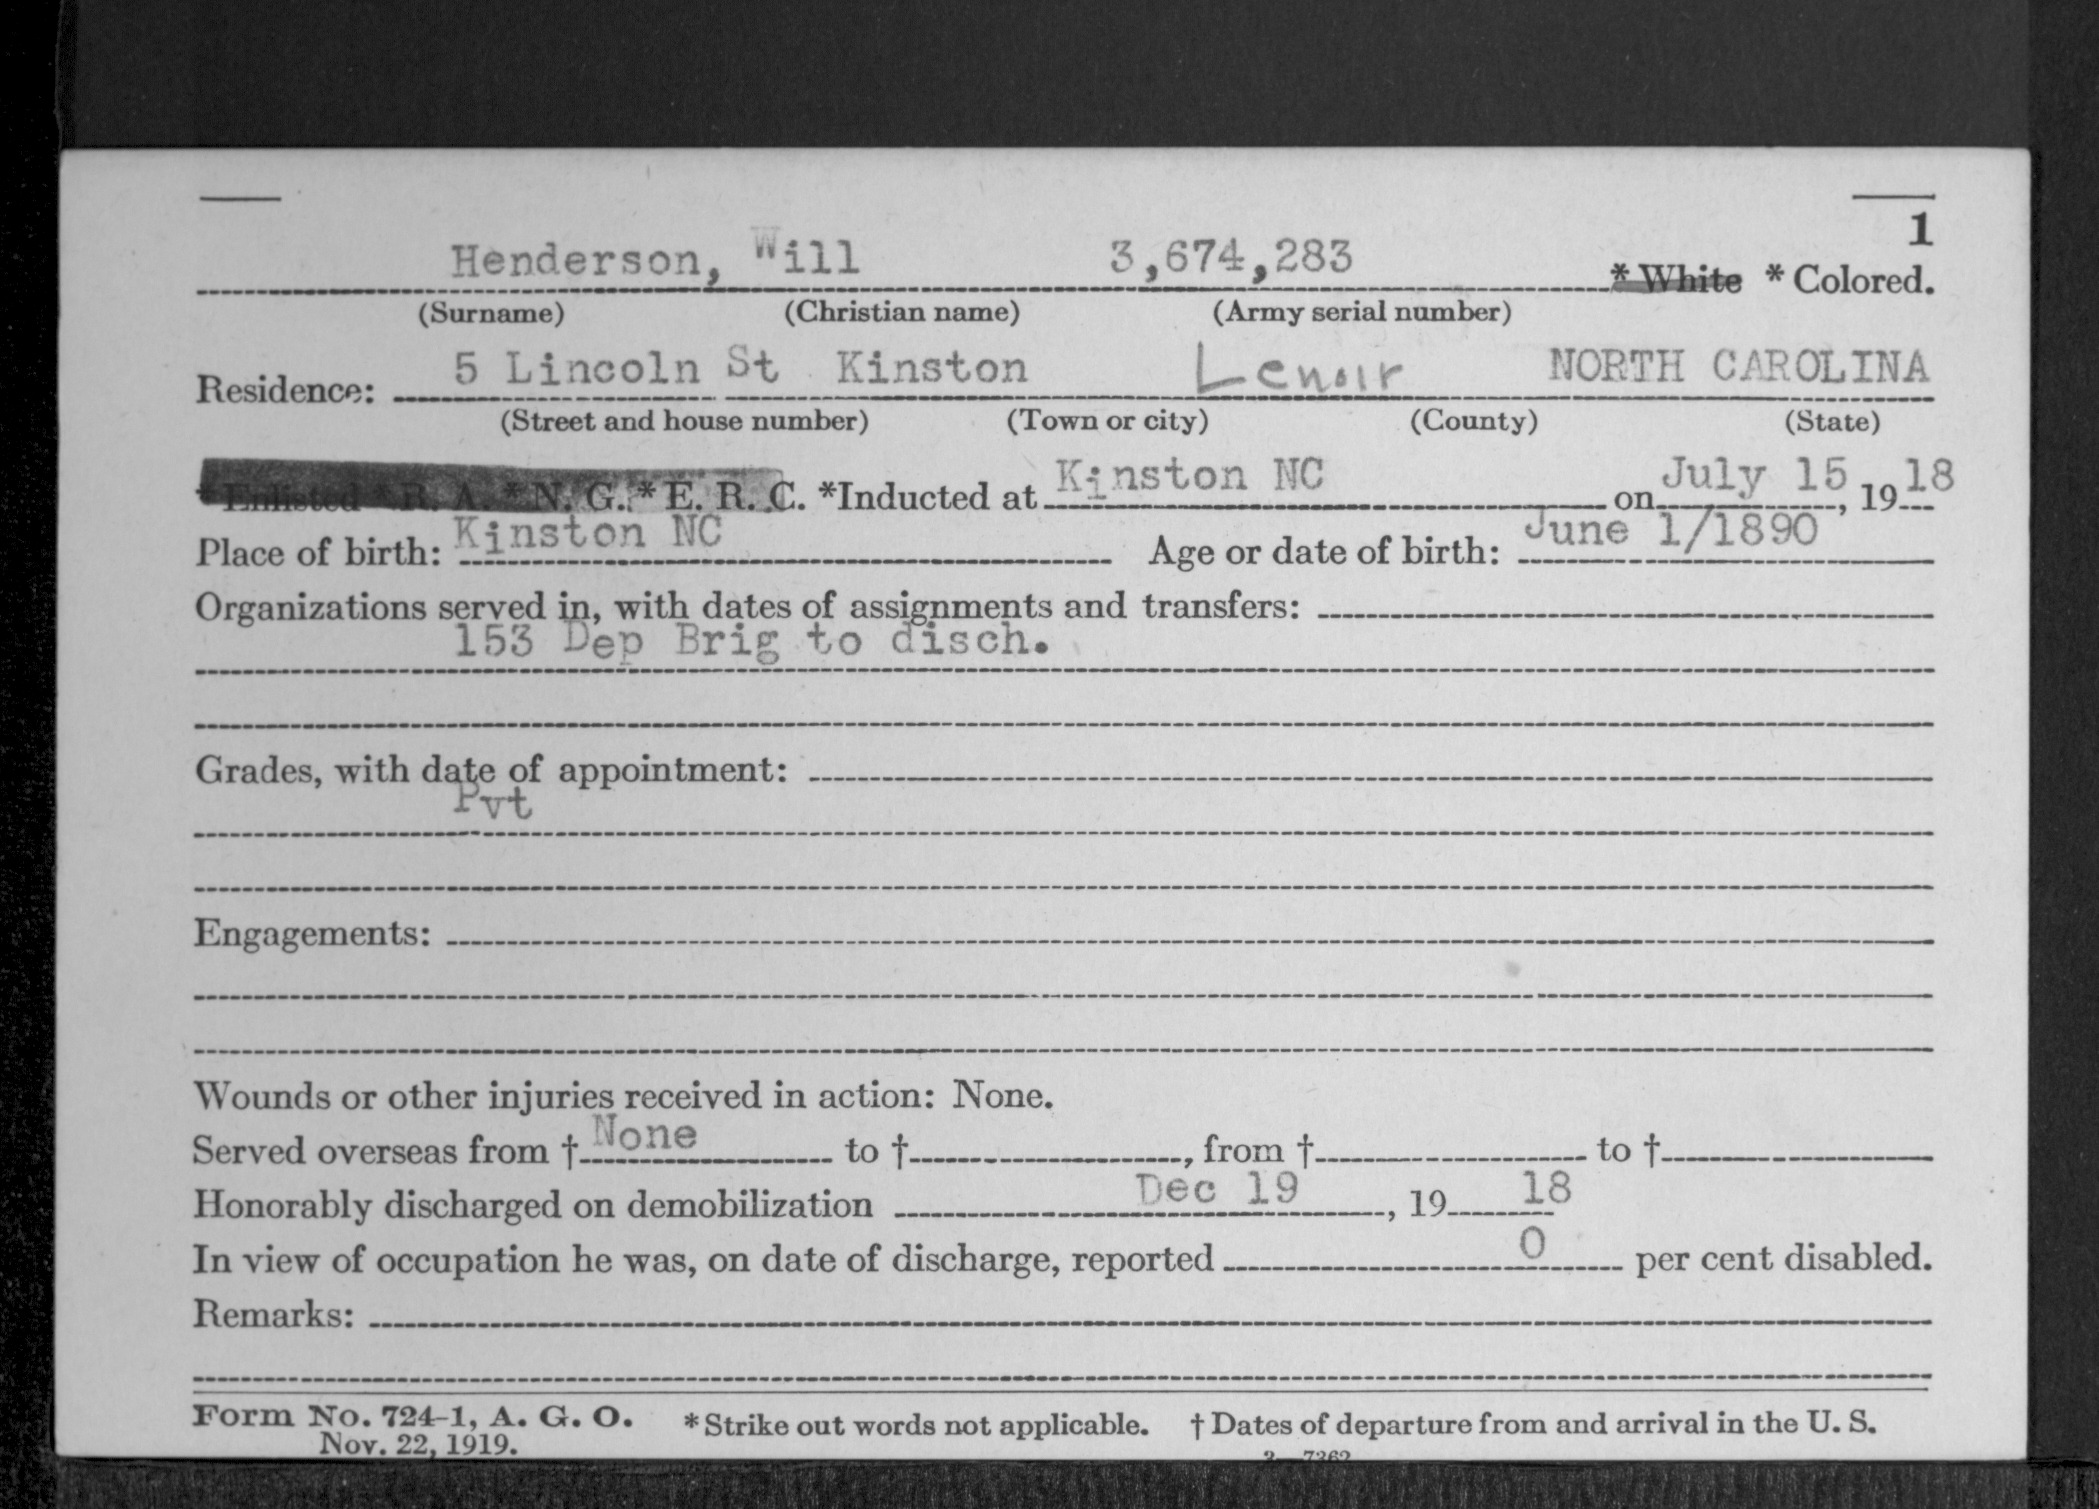 1
Henderson, Will 3,674,283 * White * Colored.
(Surname) (Christian name) (Army serial number)
Residence: 5 Lincoln St Kinston Lenoir NORTH CAROLINA
(Street and house number) (Town or city) (County) (State)
* Enlisted * R. A. * N. G. * E. R. C. *Inducted at Kinston NC on July 15, 1918
Place of birth: Kinston NC Age or date of birth: June 1/1890
Organizations served in, with dates of assignments and transfers:
153 Dep Brig to disch.
Grades, with date of appointment:
Pvt
Engagements:
Wounds or other injuries received in action: None.
Served overseas from † None to †, from † to †
Honorably discharged on demobilization Dec 19, 19 18
In view of occupation he was, on date of discharge, reported 0 per cent disabled.
Remarks:
Form No. 724-1, A. G. O. * Strike out words not applicable. † Dates of departure from and arrival in the U. S.
Nov. 22, 1919. 3—7362